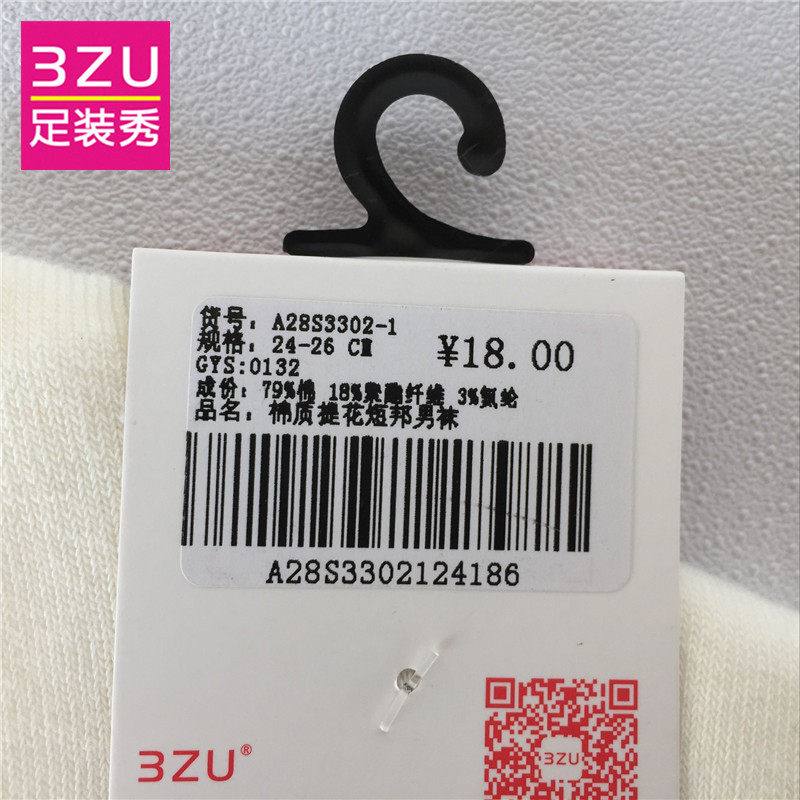 3ZU
足装秀
货号: A28S3302-1
规格: 24-26 CM
¥18.00
GYS:0132
成份: 79%棉 18%聚酯纤维 3%氨纶
品名: 棉质提花短邦男袜
A28S3302124186
3ZU®
3ZU